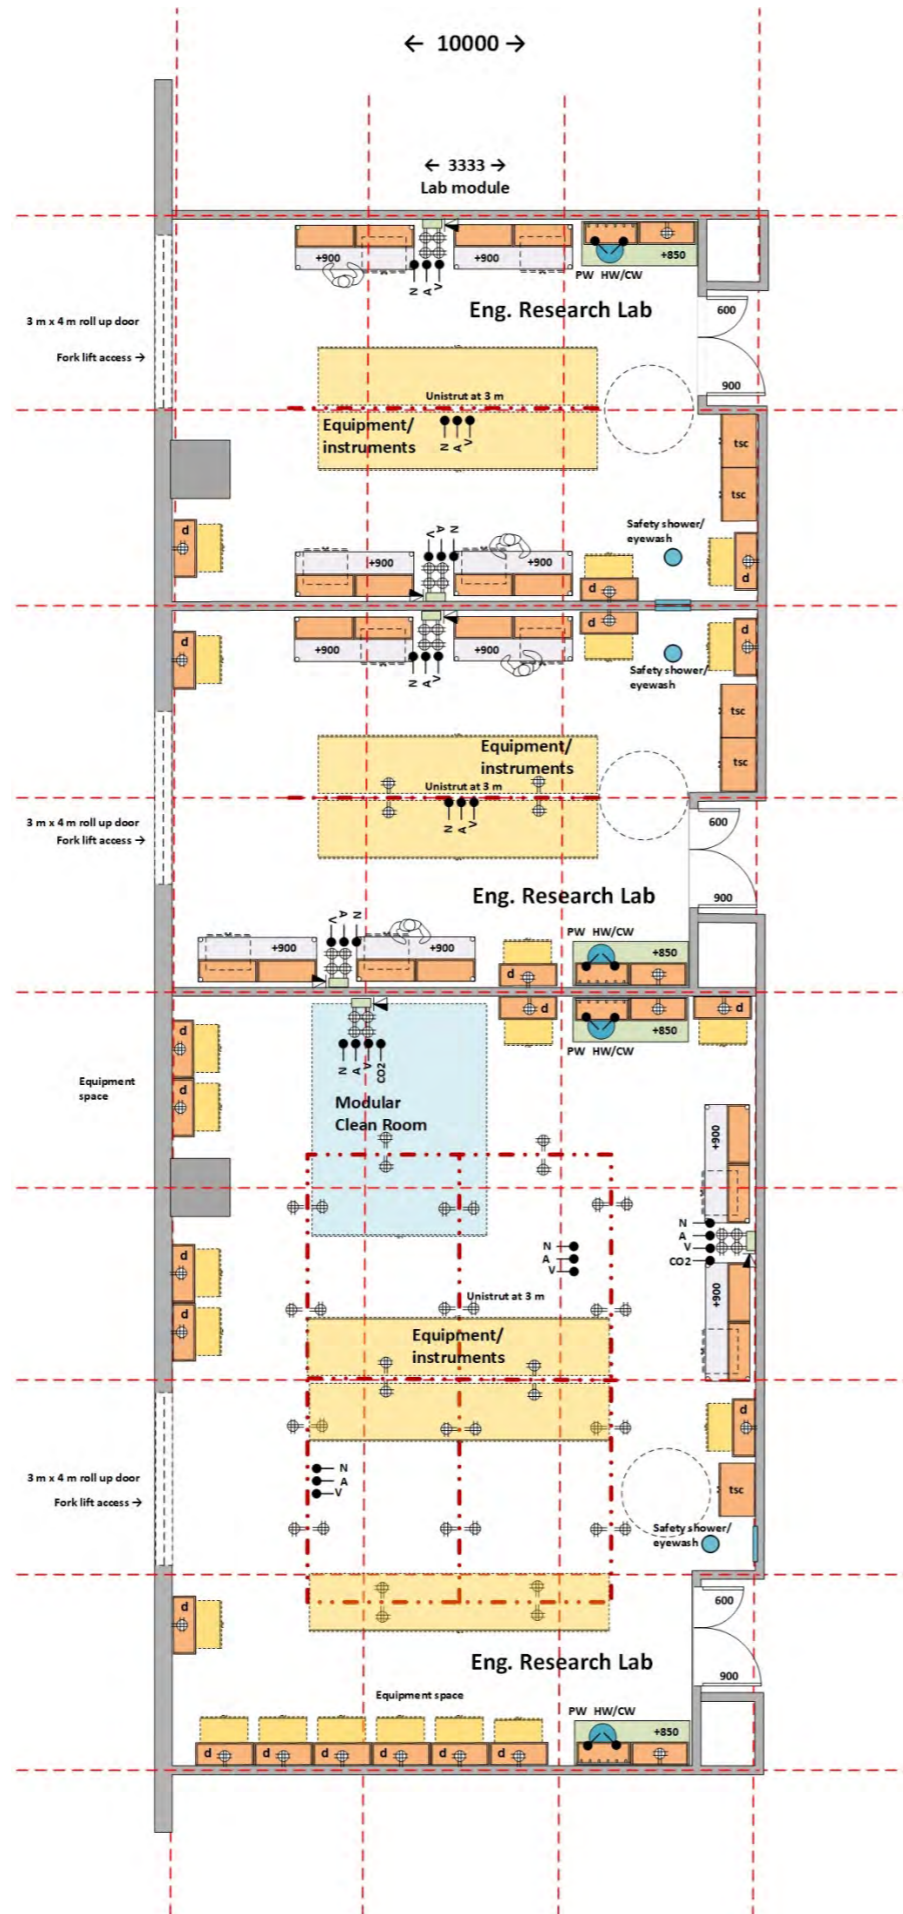 ← 10000 →
← 3333 →
Lab module
+900
+900
+850
PW HW/CW
N
A
V
Eng. Research Lab
600
3 m x 4 m roll up door
Fork lift access →
900
Unistrut at 3 m
Equipment/
instruments
N
A
V
tsc
tsc
Safety shower/
eyewash
V
A
N
d
+900
+900
d
d
d
d
d
+900
+900
N
A
V
Safety shower/
eyewash
tsc
tsc
Equipment/
instruments
Unistrut at 3 m
3 m x 4 m roll up door
Fork lift access →
N
A
V
600
Eng. Research Lab
900
V
A
N
PW HW/CW
+900
+900
+850
d
d
d
+850
PW HW/CW
d
N
A
V
CO2
Equipment
space
d
Modular
Clean Room
+900
N
A
V
CO2
N
A
V
d
d
+900
Unistrut at 3 m
Equipment/
instruments
d
N
A
V
3 m x 4 m roll up door
Fork lift access →
tsc
Safety shower/
eyewash
d
600
Eng. Research Lab
900
Equipment space
PW HW/CW
+850
d
d
d
d
d
d